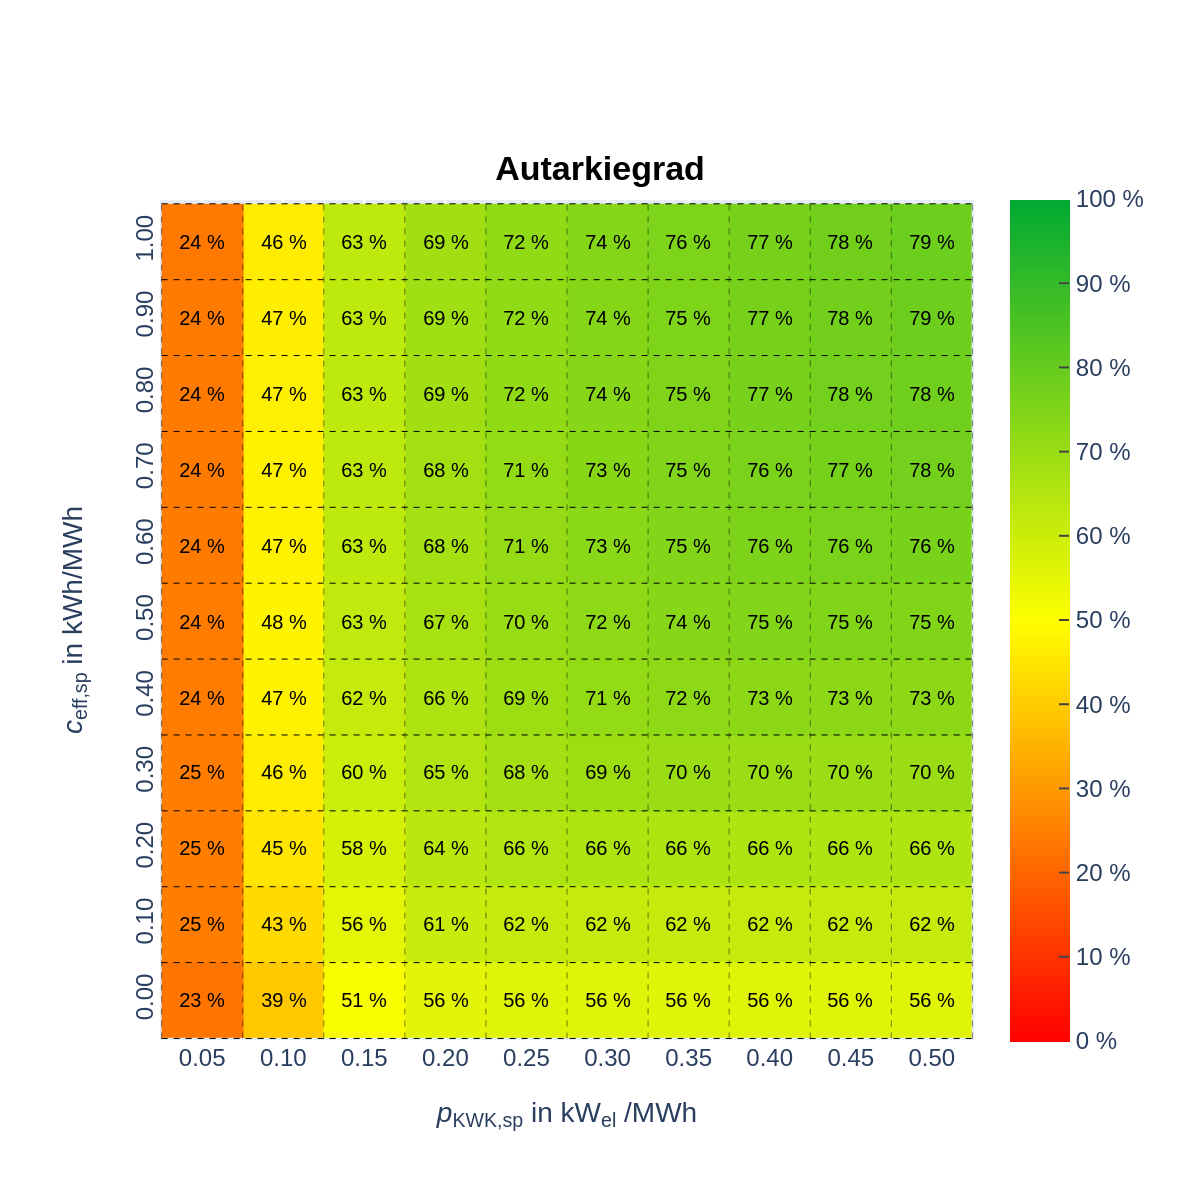 Autarkiegrad
1.00 24 % 46 % 63 % 69 % 72 % 74 % 76 % 77 % 78 % 79 %
0.90 24 % 47 % 63 % 69 % 72 % 74 % 75 % 77 % 78 % 79 %
0.80 24 % 47 % 63 % 69 % 72 % 74 % 75 % 77 % 78 % 78 %
0.70 24 % 47 % 63 % 68 % 71 % 73 % 75 % 76 % 77 % 78 %
0.60 24 % 47 % 63 % 68 % 71 % 73 % 75 % 76 % 76 % 76 %
0.50 24 % 48 % 63 % 67 % 70 % 72 % 74 % 75 % 75 % 75 %
0.40 24 % 47 % 62 % 66 % 69 % 71 % 72 % 73 % 73 % 73 %
0.30 25 % 46 % 60 % 65 % 68 % 69 % 70 % 70 % 70 % 70 %
0.20 25 % 45 % 58 % 64 % 66 % 66 % 66 % 66 % 66 % 66 %
0.10 25 % 43 % 56 % 61 % 62 % 62 % 62 % 62 % 62 % 62 %
0.00 23 % 39 % 51 % 56 % 56 % 56 % 56 % 56 % 56 % 56 %
0.05 0.10 0.15 0.20 0.25 0.30 0.35 0.40 0.45 0.50
p KWK,sp in kW el /MWh
c eff,sp in kWh/MWh
100 %
90 %
80 %
70 %
60 %
50 %
40 %
30 %
20 %
10 %
0 %